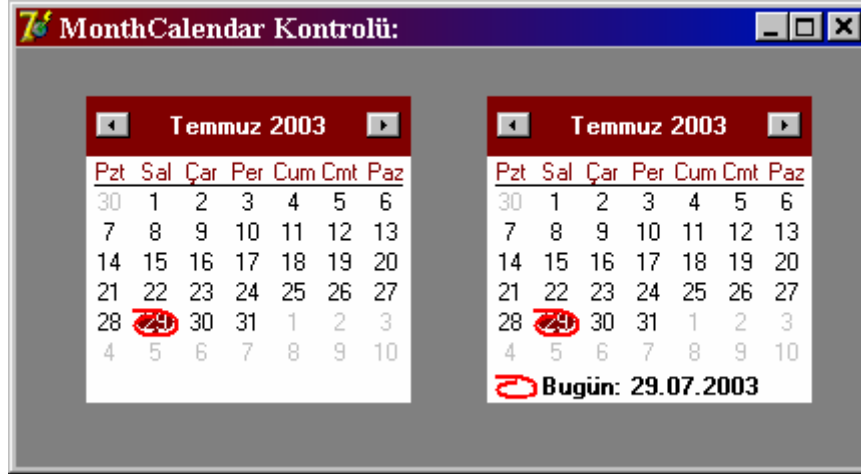 MonthCalendar Kontrolü:
Temmuz 2003
Pzt Sal Çar Per Cum Cmt Paz
30 1 2 3 4 5 6
7 8 9 10 11 12 13
14 15 16 17 18 19 20
21 22 23 24 25 26 27
28 29 30 31 1 2 3
4 5 6 7 8 9 10
Temmuz 2003
Pzt Sal Çar Per Cum Cmt Paz
30 1 2 3 4 5 6
7 8 9 10 11 12 13
14 15 16 17 18 19 20
21 22 23 24 25 26 27
28 29 30 31 1 2 3
4 5 6 7 8 9 10
Bugün: 29.07.2003